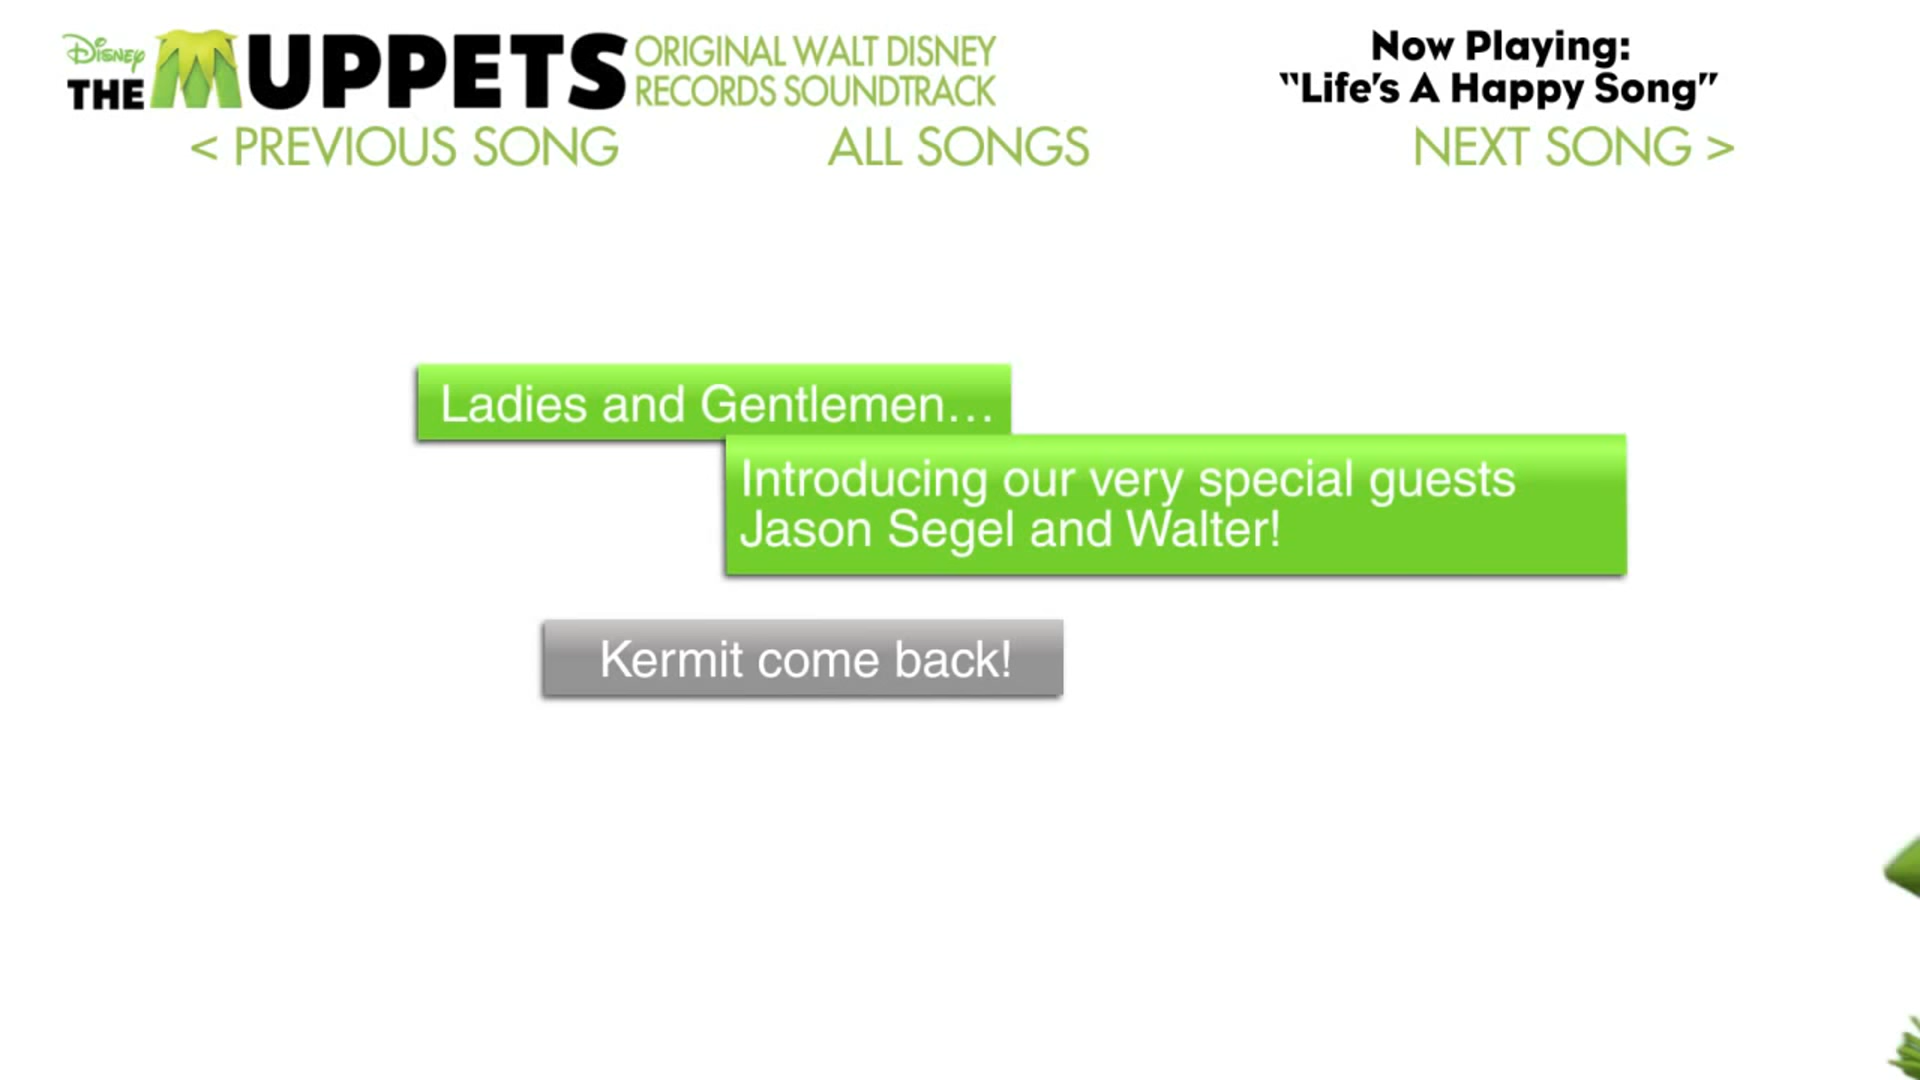 Disney
THE MUPPETS
ORIGINAL WALT DISNEY
RECORDS SOUNDTRACK
Now Playing:
“Life’s A Happy Song”
< PREVIOUS SONG
ALL SONGS
NEXT SONG >
Ladies and Gentlemen…
Introducing our very special guests
Jason Segel and Walter!
Kermit come back!